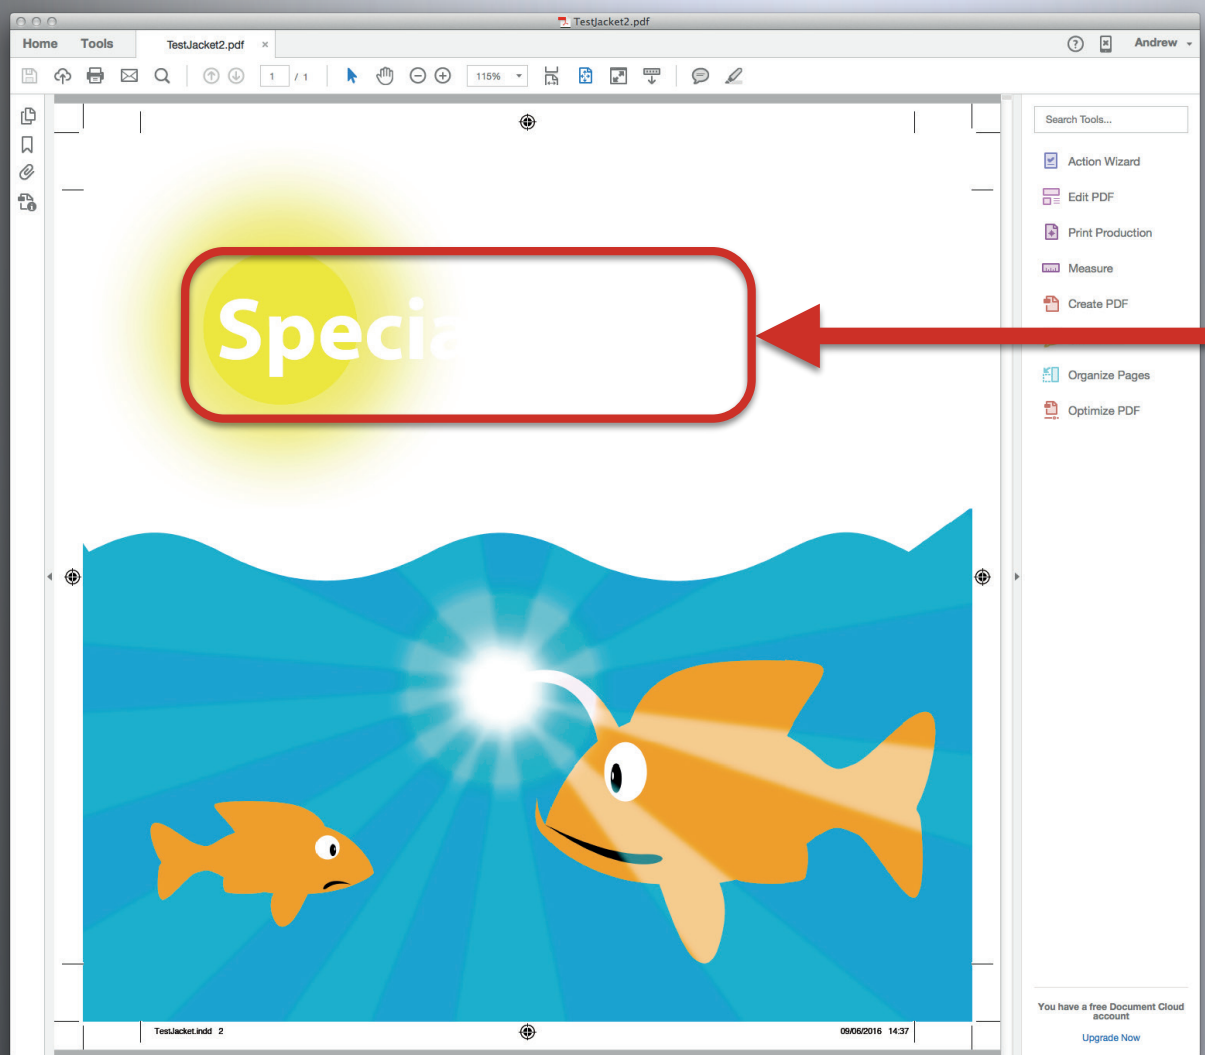 TestJacket2.pdf
Home Tools TestJacket2.pdf × Andrew
1 / 1 115%
Search Tools...
Action Wizard
Edit PDF
Print Production
Measure
Create PDF
Organize Pages
Optimize PDF
Specia
You have a free Document Cloud
account
Upgrade Now
TestJacket.indd 2 09/06/2016 14:37